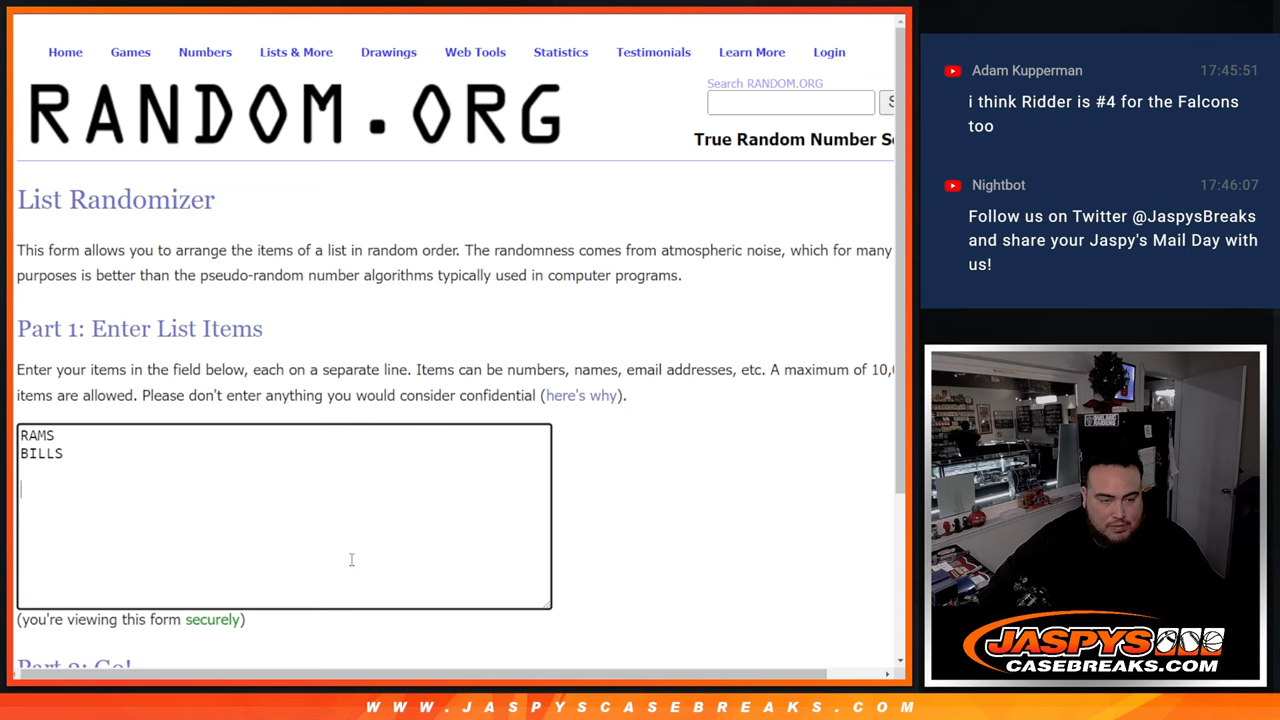 Home Games Numbers Lists & More Drawings Web Tools Statistics Testimonials Learn More Login
RANDOM.ORG
Search RANDOM.ORG
True Random Number
List Randomizer
This form allows you to arrange the items of a list in random order. The randomness comes from atmospheric noise, which for many
purposes is better than the pseudo-random number algorithms typically used in computer programs.
Part 1: Enter List Items
Enter your items in the field below, each on a separate line. Items can be numbers, names, email addresses, etc. A maximum of 10,
items are allowed. Please don't enter anything you would consider confidential (here's why).
RAMS
BILLS
(you're viewing this form securely)
Part 2: Go!
Adam Kupperman 17:45:51
i think Ridder is #4 for the Falcons
too
Nightbot 17:46:07
Follow us on Twitter @JaspysBreaks
and share your Jaspy's Mail Day with
us!
JASPYS
CASEBREAKS.COM
WWW.JASPYSCASEBREAKS.COM